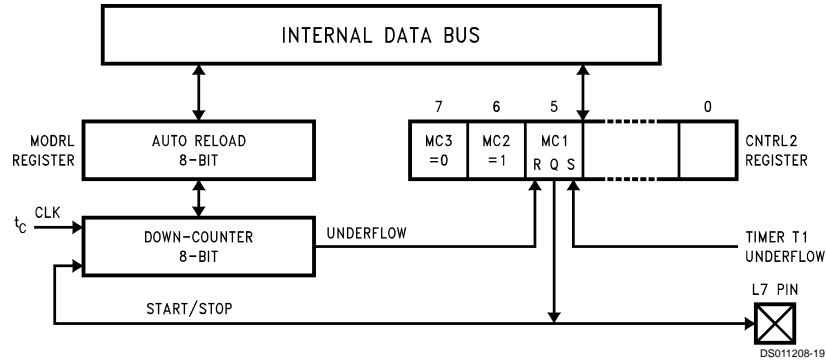 INTERNAL DATA BUS
7 6 5 0
MODRL
REGISTER
AUTO RELOAD
8-BIT
MC3
=0
MC2
=1
MC1
R Q S
CNTRL2
REGISTER
tC CLK
DOWN-COUNTER
8-BIT
UNDERFLOW
TIMER T1
UNDERFLOW
START/STOP
L7 PIN
DS011208-19